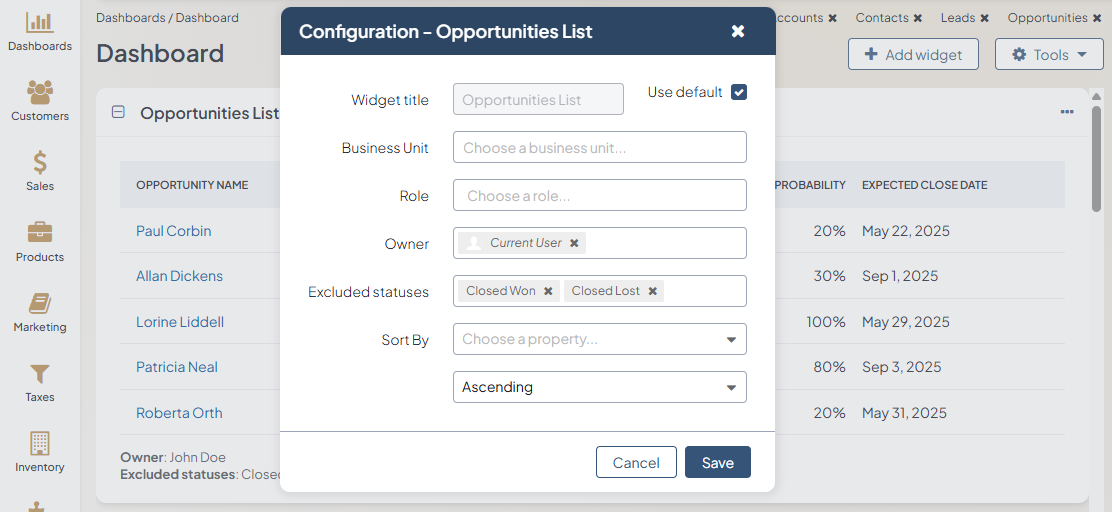 Dashboards
Customers
Sales
Products
Marketing
Taxes
Inventory
Dashboards / Dashboard
Contacts
Leads
Opportunities
Dashboard
Add widget
Tools
Opportunities List
OPPORTUNITY NAME
PROBABILITY
EXPECTED CLOSE DATE
Paul Corbin
20%
May 22, 2025
Allan Dickens
30%
Sep 1, 2025
Lorine Liddell
100%
May 29, 2025
Patricia Neal
80%
Sep 3, 2025
Roberta Orth
20%
May 31, 2025
Owner: John Doe
Excluded statuses:
Configuration - Opportunities List
Widget title
Opportunities List
Use default
Business Unit
Choose a business unit...
Role
Choose a role...
Owner
Current User
Excluded statuses
Closed Won
Closed Lost
Sort By
Choose a property...
Ascending
Cancel
Save